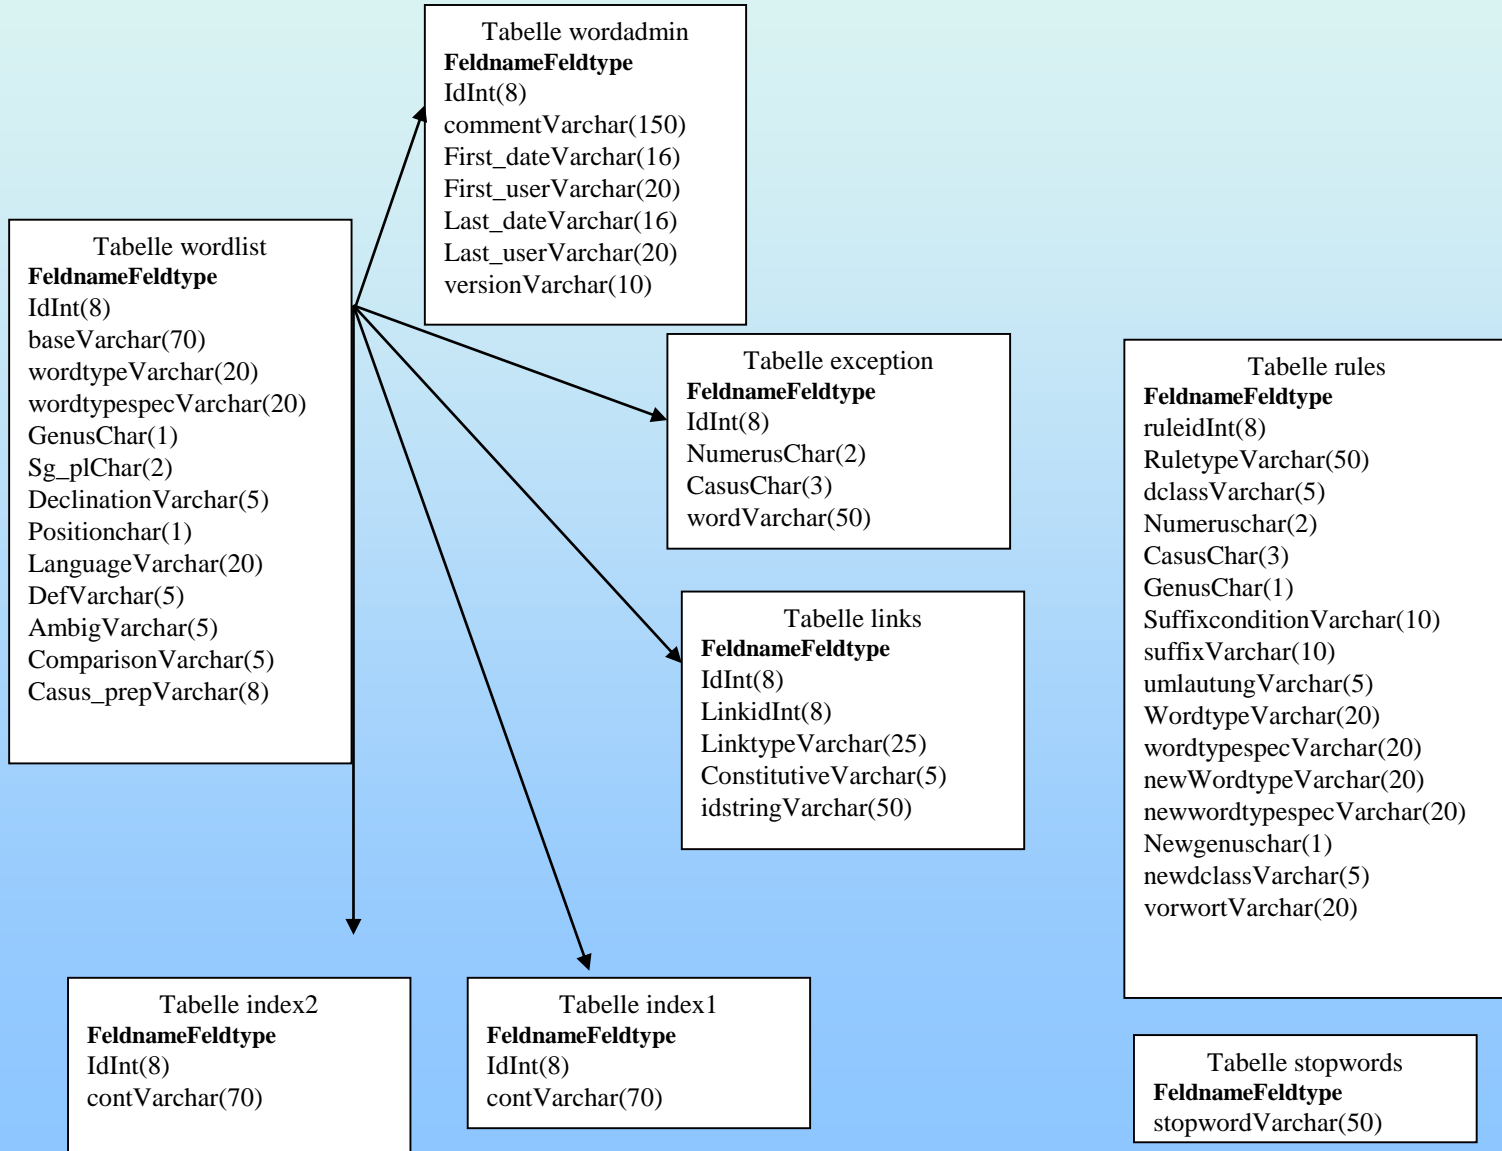 Tabelle wordadmin
FeldnameFeldtype
IdInt(8)
commentVarchar(150)
First_dateVarchar(16)
First_userVarchar(20)
Last_dateVarchar(16)
Last_userVarchar(20)
versionVarchar(10)
Tabelle wordlist
FeldnameFeldtype
IdInt(8)
baseVarchar(70)
wordtypeVarchar(20)
wordtypespecVarchar(20)
GenusChar(1)
Sg_plChar(2)
DeclinationVarchar(5)
Positionchar(1)
LanguageVarchar(20)
DefVarchar(5)
AmbigVarchar(5)
ComparisonVarchar(5)
Casus_prepVarchar(8)
Tabelle exception
FeldnameFeldtype
IdInt(8)
NumerusChar(2)
CasusChar(3)
wordVarchar(50)
Tabelle links
FeldnameFeldtype
IdInt(8)
LinkidInt(8)
LinktypeVarchar(25)
ConstitutiveVarchar(5)
idstringVarchar(50)
Tabelle rules
FeldnameFeldtype
ruleidInt(8)
RuletypeVarchar(50)
dclassVarchar(5)
Numeruschar(2)
CasusChar(3)
GenusChar(1)
SuffixconditionVarchar(10)
suffixVarchar(10)
umlautungVarchar(5)
WordtypeVarchar(20)
wordtypespecVarchar(20)
newWordtypeVarchar(20)
newwordtypespecVarchar(20)
Newgenuschar(1)
newdclassVarchar(5)
vorwortVarchar(20)
Tabelle index2
FeldnameFeldtype
IdInt(8)
contVarchar(70)
Tabelle index1
FeldnameFeldtype
IdInt(8)
contVarchar(70)
Tabelle stopwords
FeldnameFeldtype
stopwordVarchar(50)